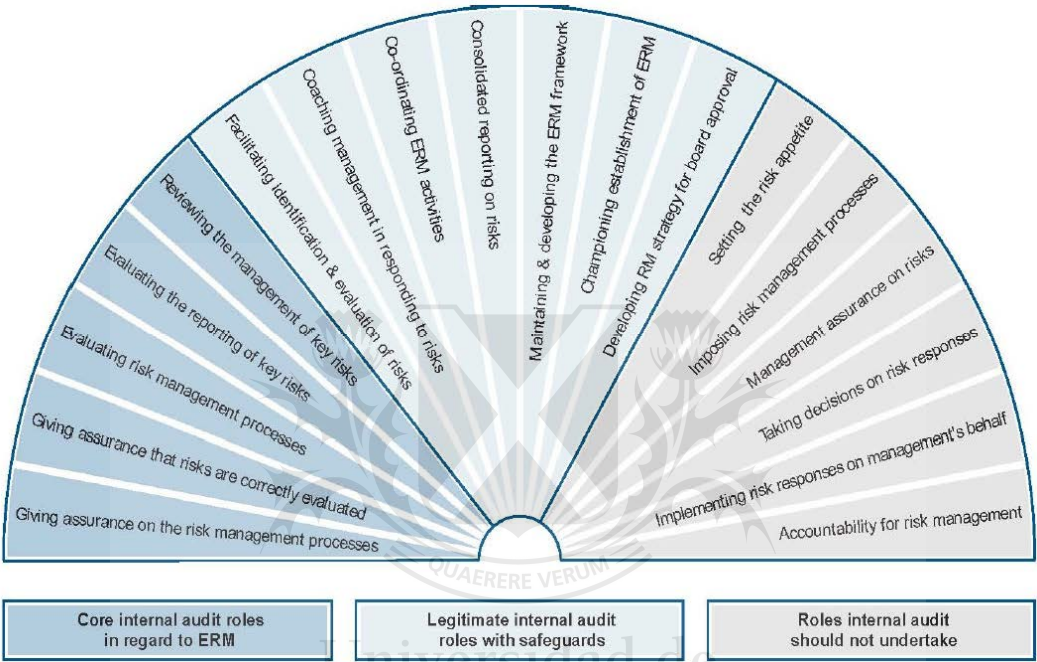 Giving assurance on the risk management processes
Giving assurance that risks are correctly evaluated
Evaluating risk management processes
Evaluating the reporting of key risks
Reviewing the management of key risks
Facilitating identification & evaluation of risks
Coaching management in responding to risks
Co-ordinating ERM activities
Consolidated reporting on risks
Maintaining & developing the ERM framework
Championing establishment of ERM
Developing RM strategy for board approval
Setting the risk appetite
Imposing risk management processes
Management assurance on risks
Taking decisions on risk responses
Implementing risk responses on management's behalf
Accountability for risk management
QUAERERE VERUM
Core internal audit roles
in regard to ERM
Legitimate internal audit
roles with safeguards
Roles internal audit
should not undertake
Universidad de